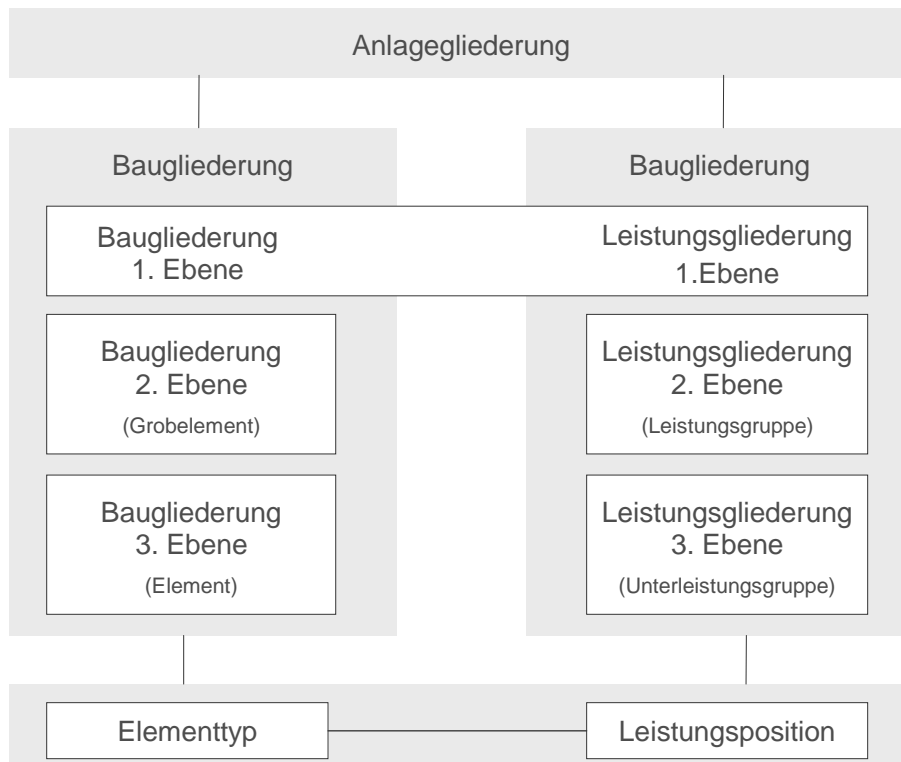 Anlagegliederung
Baugliederung
Baugliederung
Baugliederung
1. Ebene
Leistungsgliederung
1.Ebene
Baugliederung
2. Ebene
(Grobelement)
Leistungsgliederung
2. Ebene
(Leistungsgruppe)
Baugliederung
3. Ebene
(Element)
Leistungsgliederung
3. Ebene
(Unterleistungsgruppe)
Elementtyp
Leistungsposition